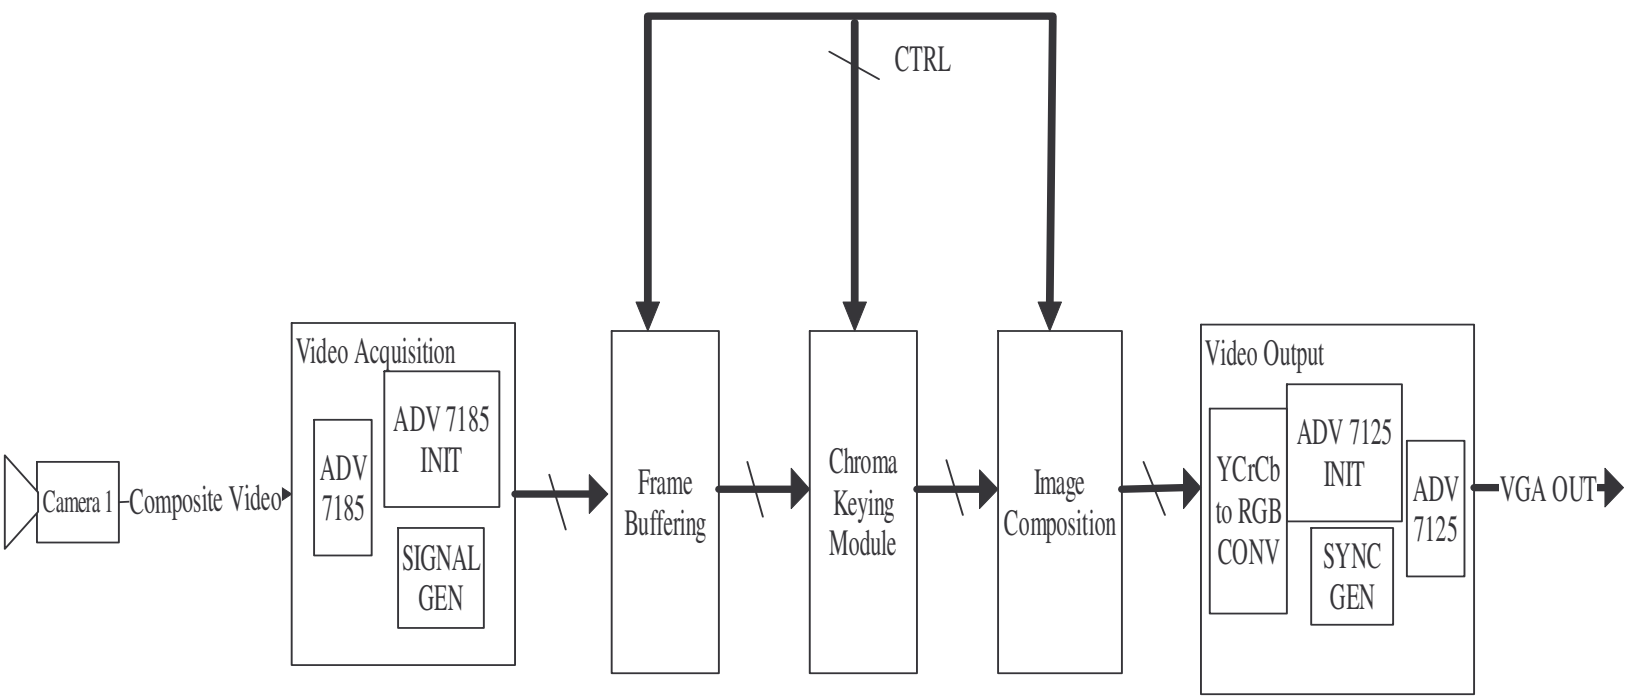 CTRL
Video Acquisition
ADV 7185
INIT
ADV
7185
SIGNAL
GEN
Camera 1
Composite Video
Frame
Buffering
Chroma
Keying
Module
Image
Composition
Video Output
YCrCb
to RGB
CONV
ADV 7125
INIT
SYNC
GEN
ADV
7125
VGA OUT